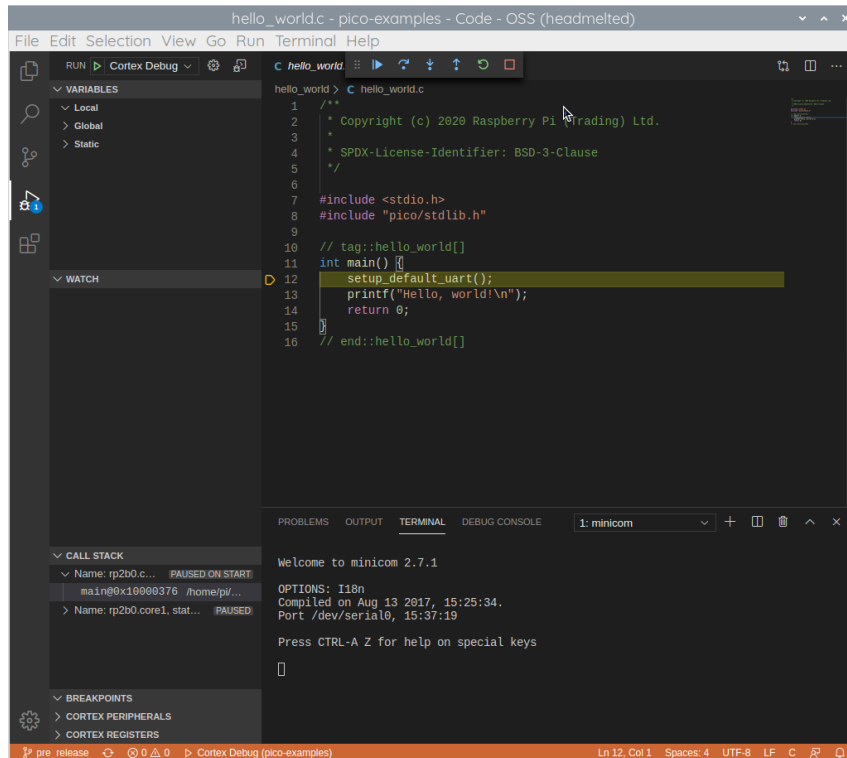 hello_world.c - pico-examples - Code - OSS (headmelted)
File Edit Selection View Go Run Terminal Help
RUN Cortex Debug
VARIABLES
Local
Global
Static
WATCH
CALL STACK
Name: rp2b0.c... PAUSED ON START
main@0x10000376 /home/pi/...
Name: rp2b0.core1, stat... PAUSED
BREAKPOINTS
CORTEX PERIPHERALS
CORTEX REGISTERS
1
C hello_world.
hello_world > C hello_world.c
1 /**
2 * Copyright (c) 2020 Raspberry Pi (Trading) Ltd.
3 *
4 * SPDX-License-Identifier: BSD-3-Clause
5 */
6
7 #include <stdio.h>
8 #include "pico/stdlib.h"
9
10 // tag::hello_world[]
11 int main() {
12 setup_default_uart();
13 printf("Hello, world!\n");
14 return 0;
15 }
16 // end::hello_world[]
PROBLEMS OUTPUT TERMINAL DEBUG CONSOLE 1: minicom
Welcome to minicom 2.7.1
OPTIONS: I18n
Compiled on Aug 13 2017, 15:25:34.
Port /dev/serial0, 15:37:19
Press CTRL-A Z for help on special keys
pre_release 0 0 Cortex Debug (pico-examples) Ln 12, Col 1 Spaces: 4 UTF-8 LF C